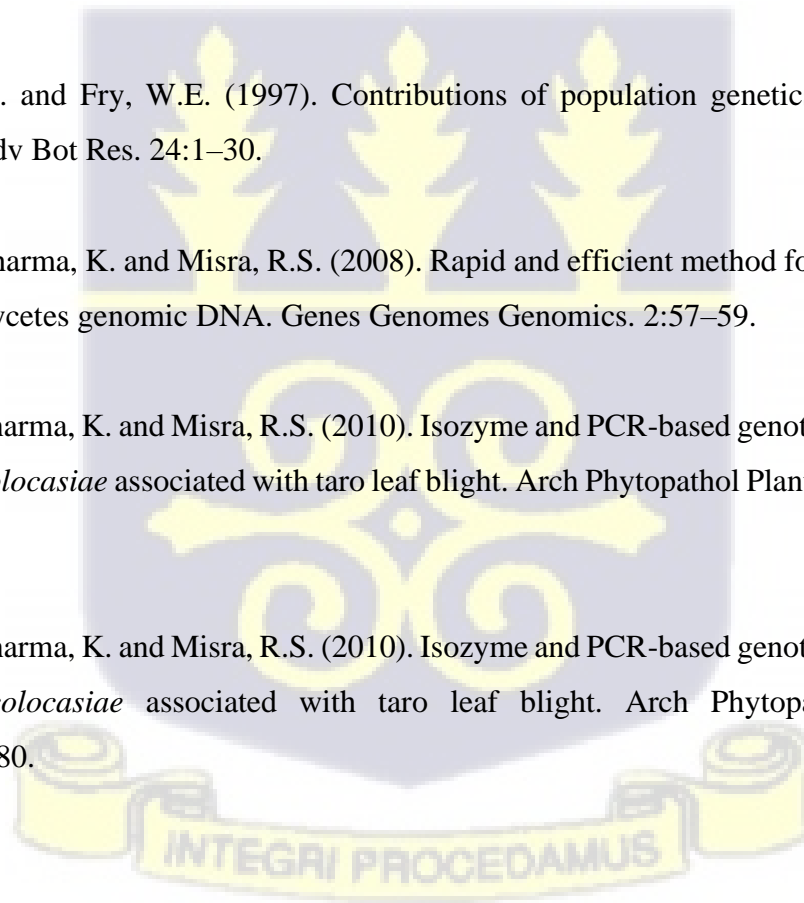 . and Fry, W.E. (1997). Contributions of population genetic
dv Bot Res. 24:1–30.
harma, K. and Misra, R.S. (2008). Rapid and efficient method fo
ycetes genomic DNA. Genes Genomes Genomics. 2:57–59.
harma, K. and Misra, R.S. (2010). Isozyme and PCR-based genot
olocasiae associated with taro leaf blight. Arch Phytopathol Plant
harma, K. and Misra, R.S. (2010). Isozyme and PCR-based genot
olocasiae associated with taro leaf blight. Arch Phytopa
80.
INTEGRI PROCEDAMUS